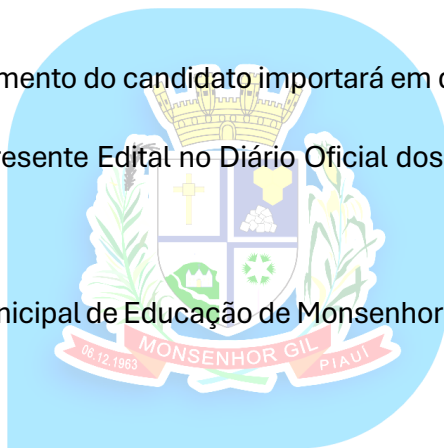 mento do candidato importará em
esente Edital no Diário Oficial dos
nicipal de Educação de Monsenhor
06.12.1963 MONSENHOR GIL PIAUÍ